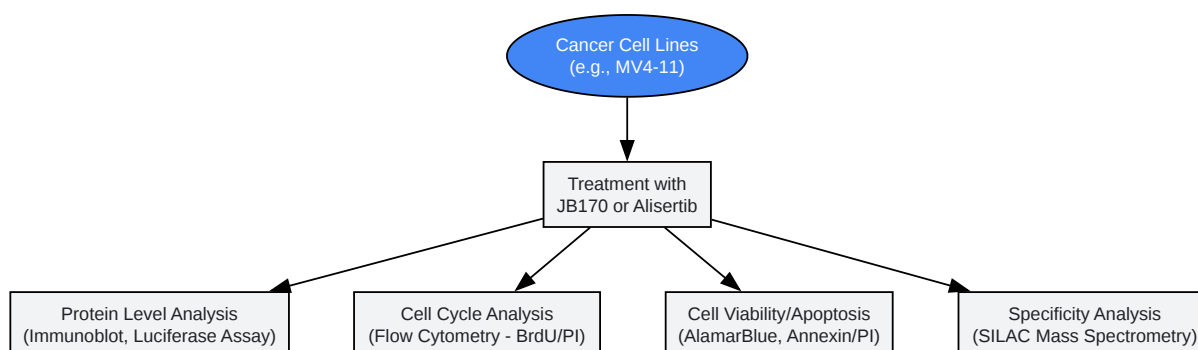 Cancer Cell Lines
(e.g., MV4-11)
Treatment with
JB170 or Alisertib
Protein Level Analysis
(Immunoblot, Luciferase Assay)
Cell Cycle Analysis
(Flow Cytometry - BrdU/PI)
Cell Viability/Apoptosis
(AlamarBlue, Annexin/PI)
Specificity Analysis
(SILAC Mass Spectrometry)